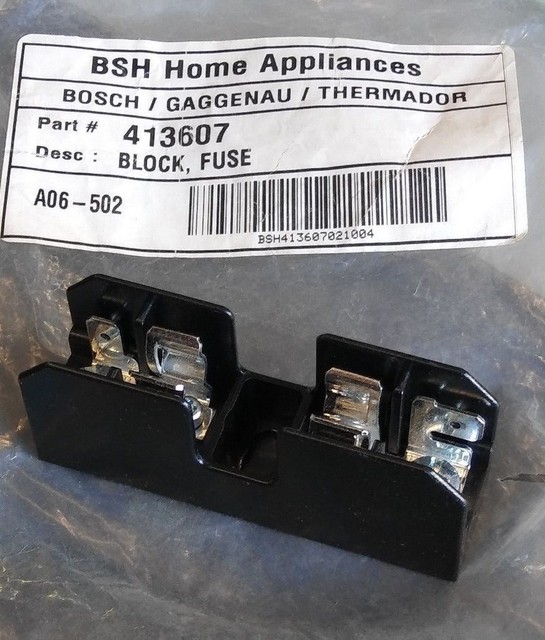 BSH Home Appliances
BOSCH / GAGGENAU / THERMADOR
Part # 413607
Desc : BLOCK, FUSE
A06-502
BSH413607021004